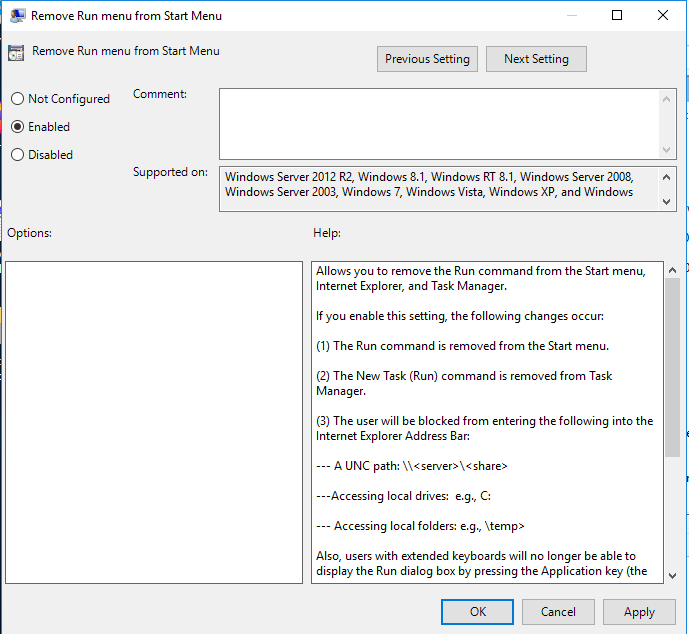 Remove Run menu from Start Menu
Remove Run menu from Start Menu
Previous Setting
Next Setting
Not Configured
Comment:
Enabled
Disabled
Supported on:
Windows Server 2012 R2, Windows 8.1, Windows RT 8.1, Windows Server 2008,
Windows Server 2003, Windows 7, Windows Vista, Windows XP, and Windows
Options:
Help:
Allows you to remove the Run command from the Start menu,
Internet Explorer, and Task Manager.
If you enable this setting, the following changes occur:
(1) The Run command is removed from the Start menu.
(2) The New Task (Run) command is removed from Task
Manager.
(3) The user will be blocked from entering the following into the
Internet Explorer Address Bar:
--- A UNC path: \\<server>\<share>
---Accessing local drives:  e.g., C:
--- Accessing local folders: e.g., \temp>
Also, users with extended keyboards will no longer be able to
display the Run dialog box by pressing the Application key (the
OK
Cancel
Apply